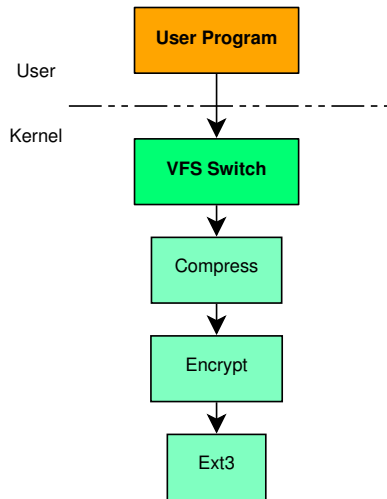 User Program
User
Kernel
VFS Switch
Compress
Encrypt
Ext3